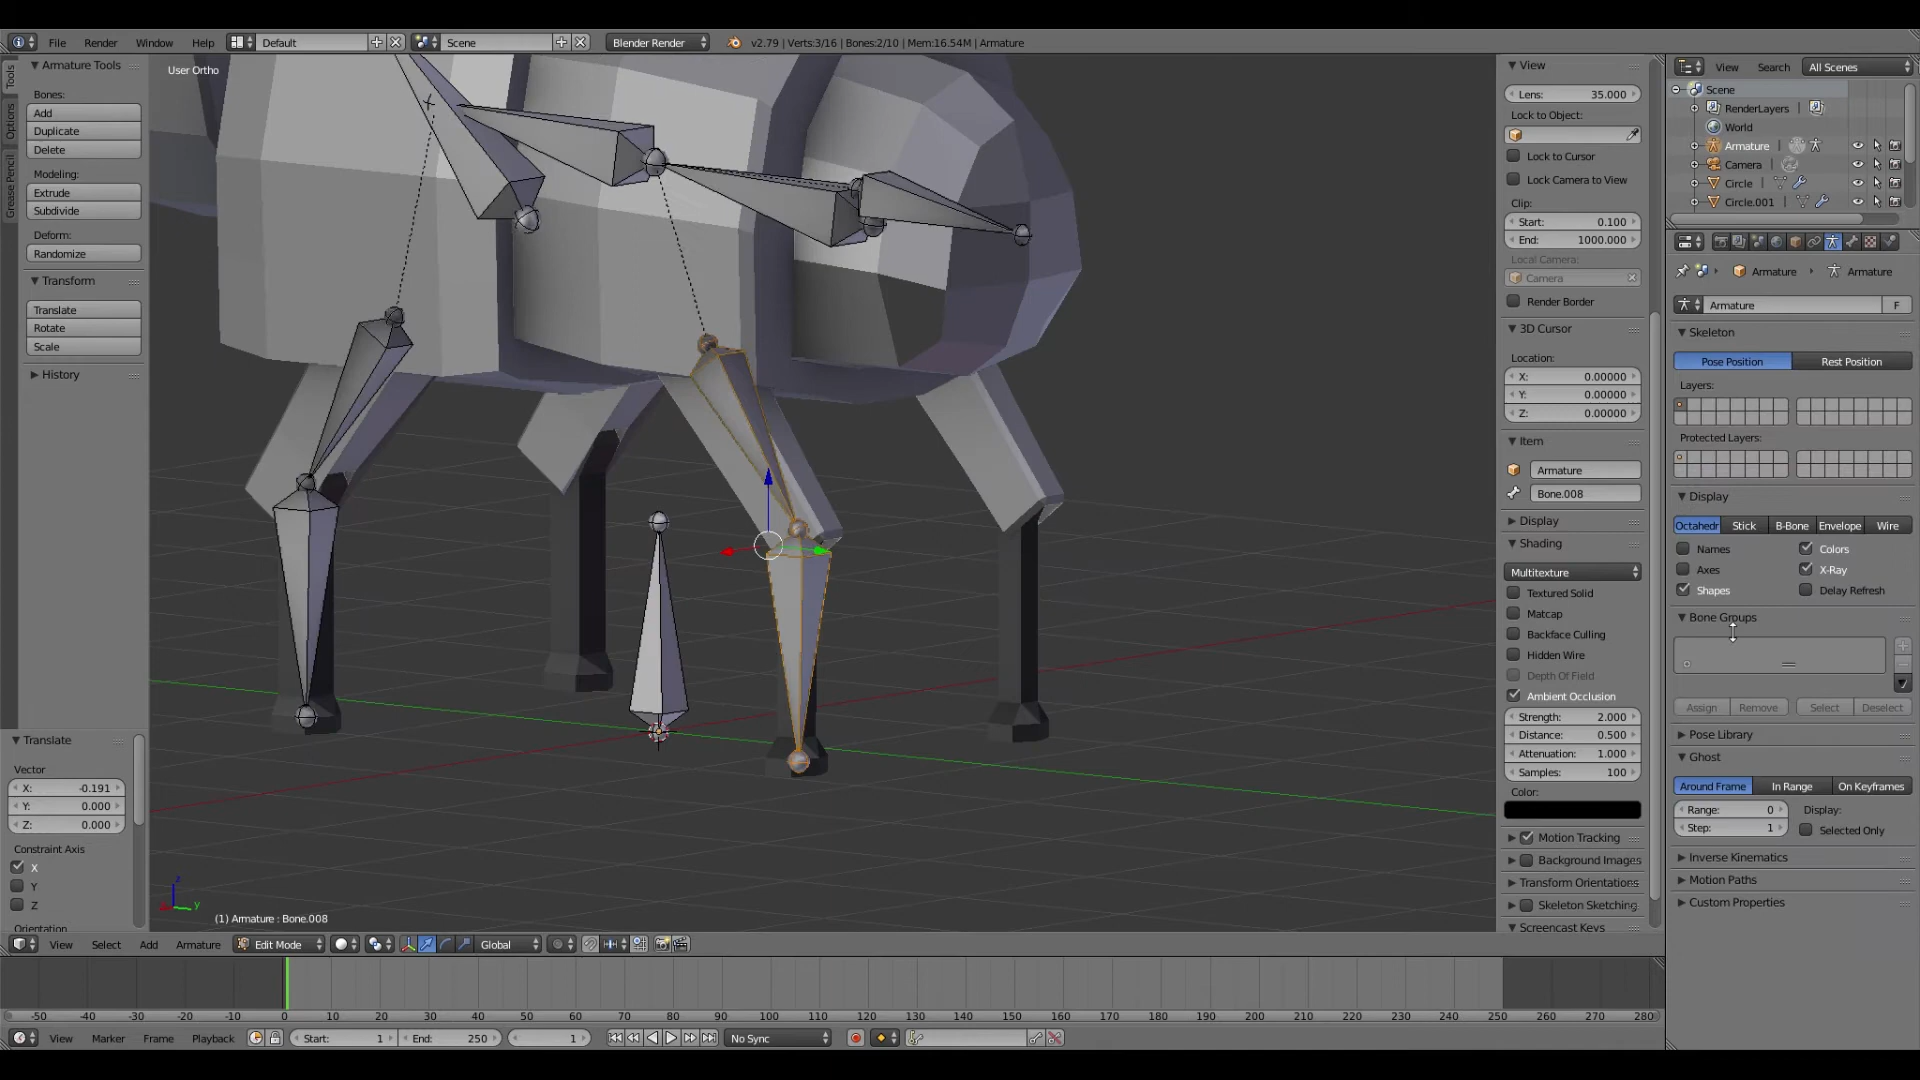 File Render Window Help Default Scene Blender Render v2.79 | Verts:3/16 | Bones:2/10 | Mem:16.54M | Armature
Tools
Options
Grease Pencil
Armature Tools
Bones:
Add
Duplicate
Delete
Modeling:
Extrude
Subdivide
Deform:
Randomize
Transform
Translate
Rotate
Scale
History
Translate
Vector
X: -0.191
Y: 0.000
Z: 0.000
Constraint Axis
X
Y
Z
Orientation
User Ortho
z
y
(1) Armature : Bone.008
View
Lens: 35.000
Lock to Object:
Lock to Cursor
Lock Camera to View
Clip:
Start: 0.100
End: 1000.000
Local Camera:
Camera
Render Border
3D Cursor
Location:
X: 0.00000
Y: 0.00000
Z: 0.00000
Item
Armature
Bone.008
Display
Shading
Multitexture
Textured Solid
Matcap
Backface Culling
Hidden Wire
Depth Of Field
Ambient Occlusion
Strength: 2.000
Distance: 0.500
Attenuation: 1.000
Samples: 100
Color:
Motion Tracking
Background Images
Transform Orientations
Skeleton Sketching
Screencast Keys
View Search All Scenes
Scene
RenderLayers
World
Armature
Camera
Circle
Circle.001
Armature Armature
Armature F
Skeleton
Pose Position Rest Position
Layers:
Protected Layers:
Display
Octahedr Stick B-Bone Envelope Wire
Names Colors
Axes X-Ray
Shapes Delay Refresh
Bone Groups
Assign Remove Select Deselect
Pose Library
Ghost
Around Frame In Range On Keyframes
Range: 0 Display:
Step: 1 Selected Only
Inverse Kinematics
Motion Paths
Custom Properties
View Select Add Armature Edit Mode Global
-50 -40 -30 -20 -10 0 10 20 30 40 50 60 70 80 90 100 110 120 130 140 150 160 170 180 190 200 210 220 230 240 250 260 270 280
View Marker Frame Playback Start: 1 End: 250 1 No Sync